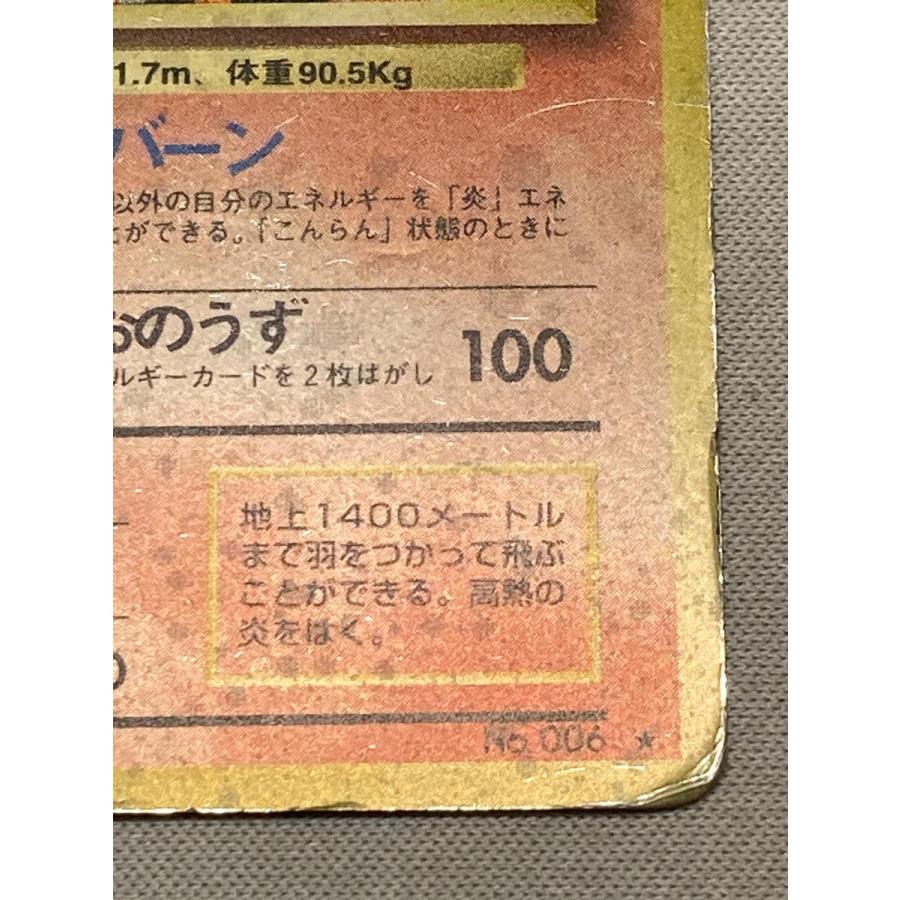 1.7m、体重90.5Kg
バーン
以外の自分のエネルギーを「炎」エネ
とができる。「こんらん」状態のときに
おのうず
100
ルギーカードを2枚はがし
地上1400メートル
まで羽をつかって飛ぶ
ことができる。高熱の
炎をはく。
0
No.006 ★